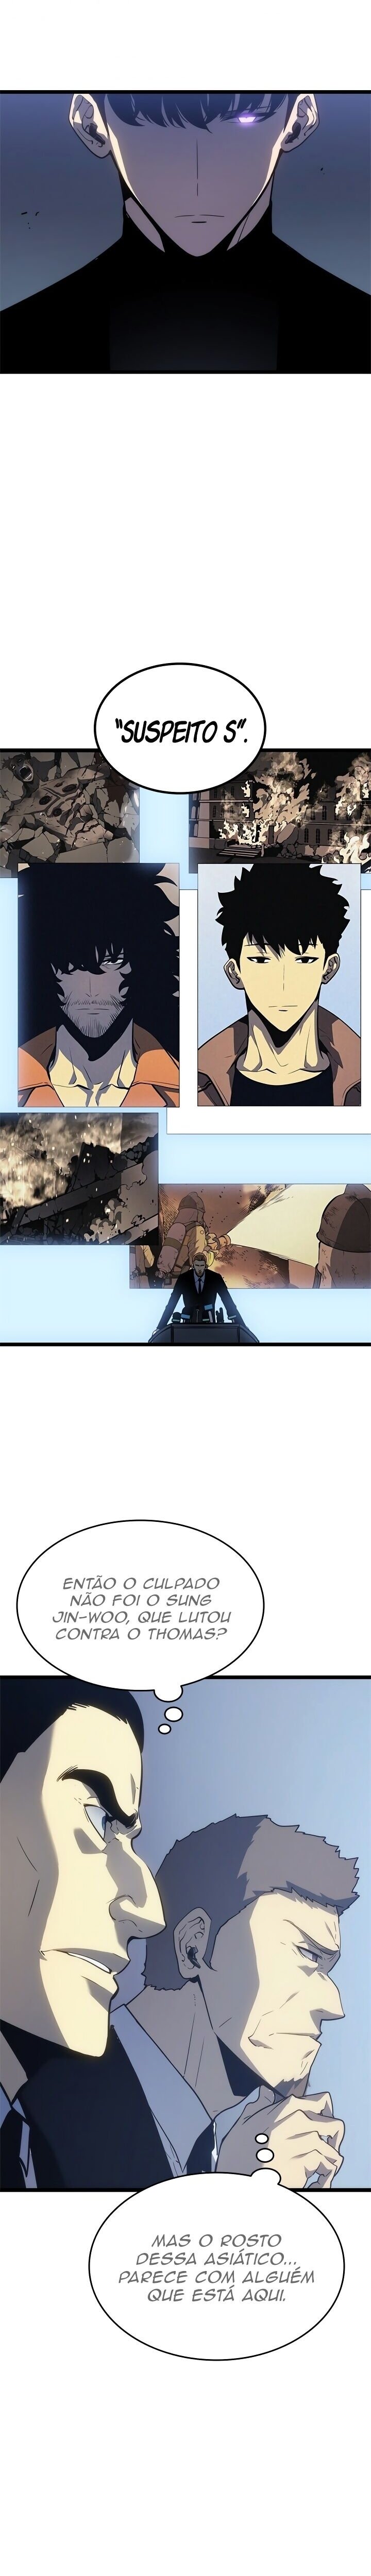 "SUSPEITO S".
ENTÃO O CULPADO
NÃO FOI O SUNG
JIN-WOO, QUE LUTOU
CONTRA O THOMAS?
MAS O ROSTO
DESSA ASIÁTICO...
PARECE COM ALGUÉM
QUE ESTÁ AQUI.